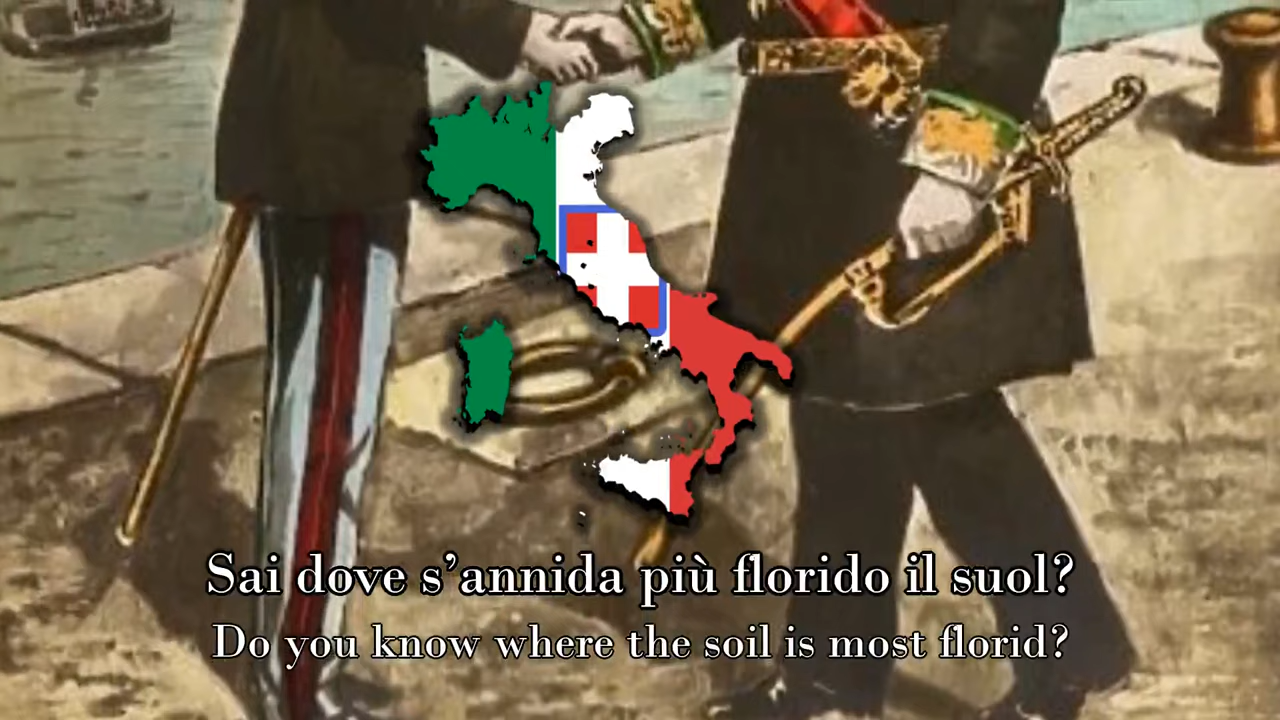 Sai dove s’annida più florido il suol?
Do you know where the soil is most florid?